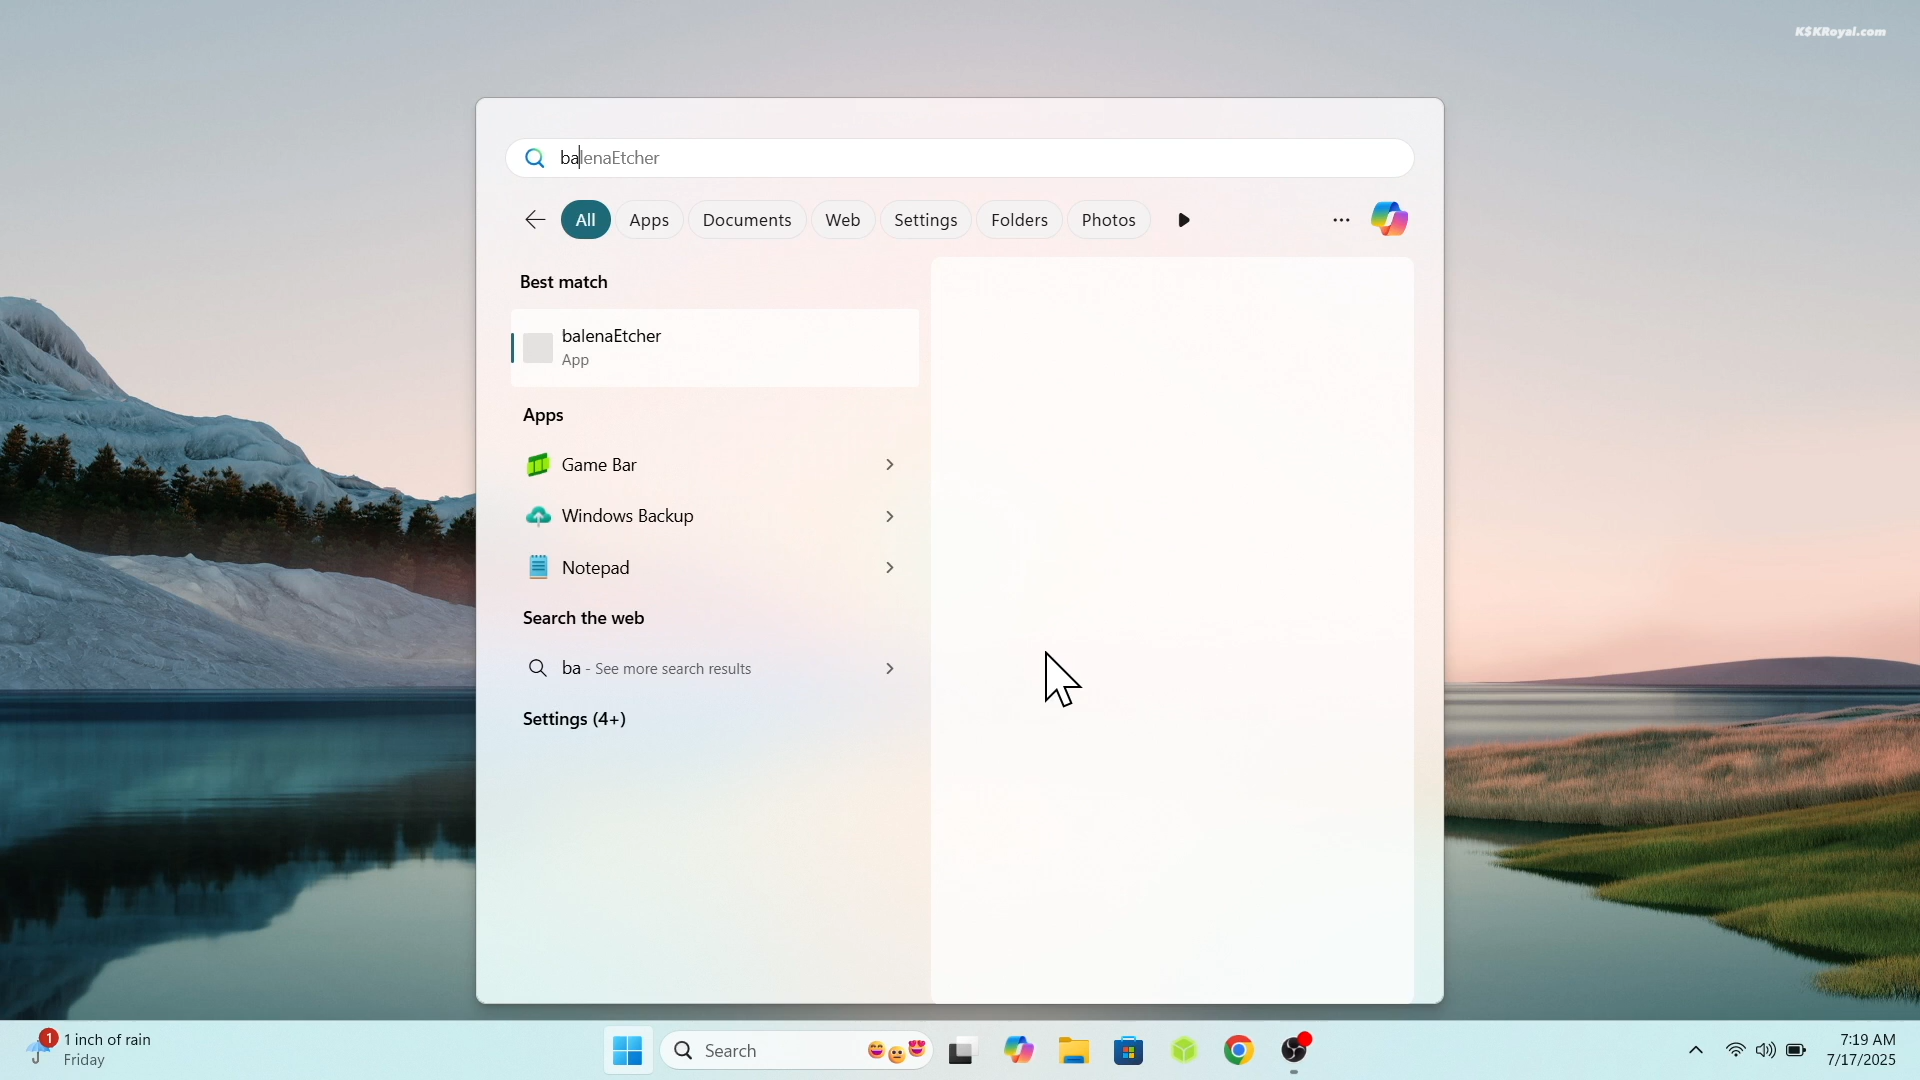 K$KRoyal.com
balenaEtcher
All
Apps
Documents
Web
Settings
Folders
Photos
Best match
balenaEtcher
App
Apps
Game Bar
Windows Backup
Notepad
Search the web
ba - See more search results
Settings (4+)
1
1 inch of rain
Friday
Search
7:19 AM
7/17/2025